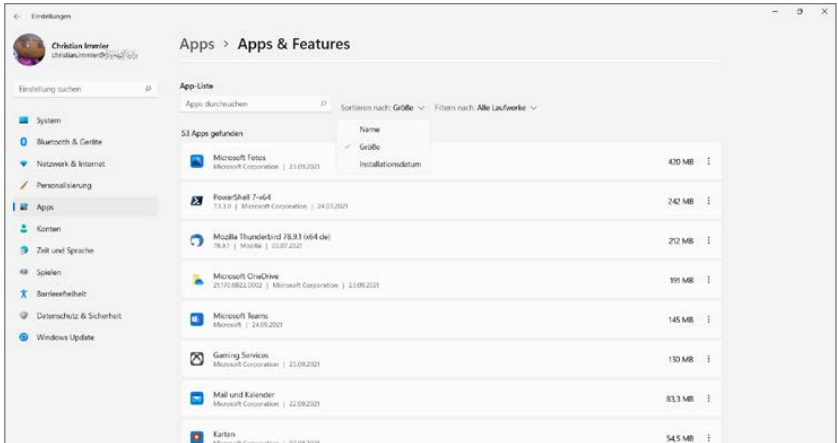 Einstellungen
Christian Immler
christian.immler@
Apps > Apps & Features
Einstellung suchen
System
Bluetooth & Geräte
Netzwerk & Internet
Personalisierung
Apps
Konten
Zeit und Sprache
Spielen
Barrierefreiheit
Datenschutz & Sicherheit
Windows Update
App-Liste
Apps durchsuchen
Sortieren nach: Größe
Filtern nach: Alle Laufwerke
Name
Größe
Installationsdatum
53 Apps gefunden
Microsoft Fotos
420 MB
Microsoft Corporation | 23.09.2021
PowerShell 7-x64
242 MB
7.1.3.0 | Microsoft Corporation | 24.03.2021
Mozilla Thunderbird 78.9.1 (x64 de)
212 MB
78.9.1 | Mozilla | 05.07.2021
Microsoft OneDrive
191 MB
21.170.0822.0002 | Microsoft Corporation | 23.09.2021
Microsoft Teams
145 MB
Microsoft | 24.09.2021
Gaming Services
130 MB
Microsoft Corporation | 25.09.2021
Mail und Kalender
83,3 MB
Microsoft Corporation | 22.09.2021
Karten
54,5 MB